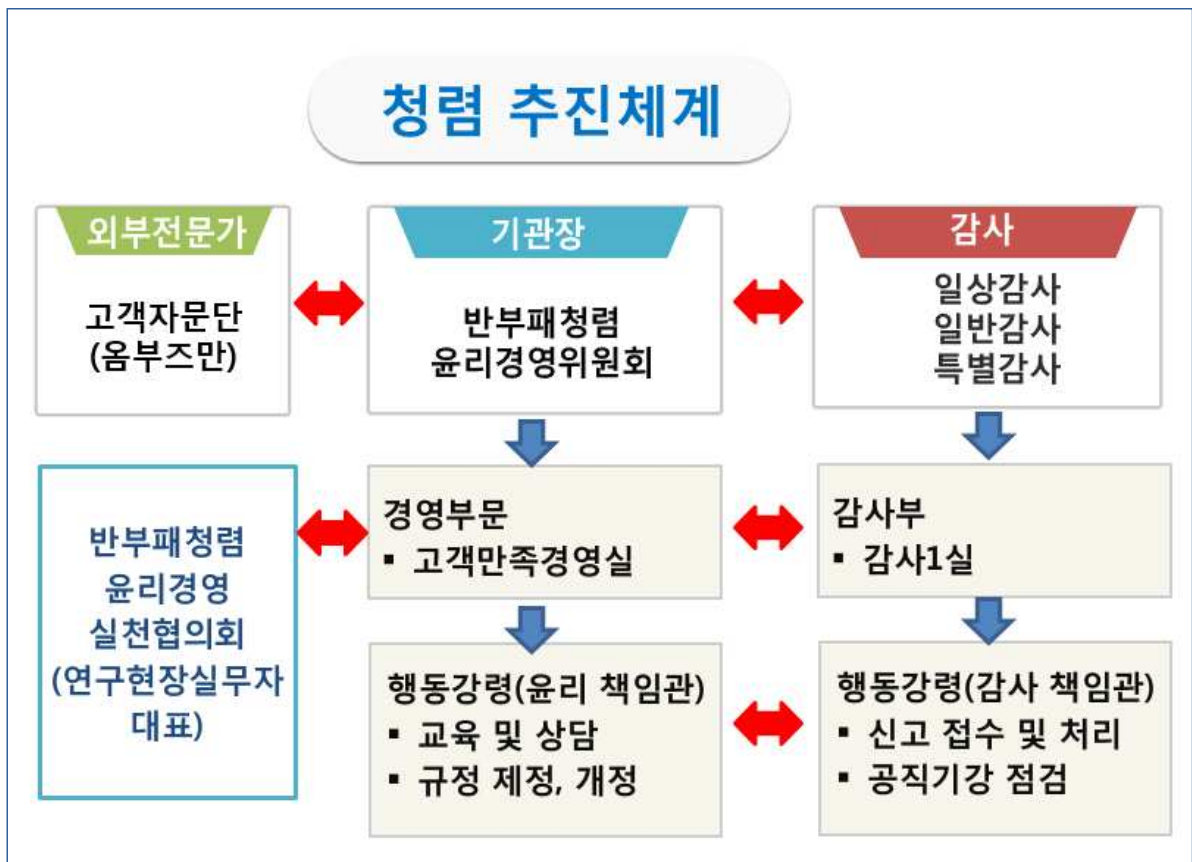 청렴 추진체계
외부전문가
고객자문단
(옴부즈만)
기관장
반부패청렴
윤리경영위원회
감사
일상감사
일반감사
특별감사
반부패청렴
윤리경영
실천협의회
(연구현장실무자
대표)
경영부문
▪ 고객만족경영실
감사부
▪ 감사1실
행동강령(윤리 책임관)
▪ 교육 및 상담
▪ 규정 제정, 개정
행동강령(감사 책임관)
▪ 신고 접수 및 처리
▪ 공직기강 점검